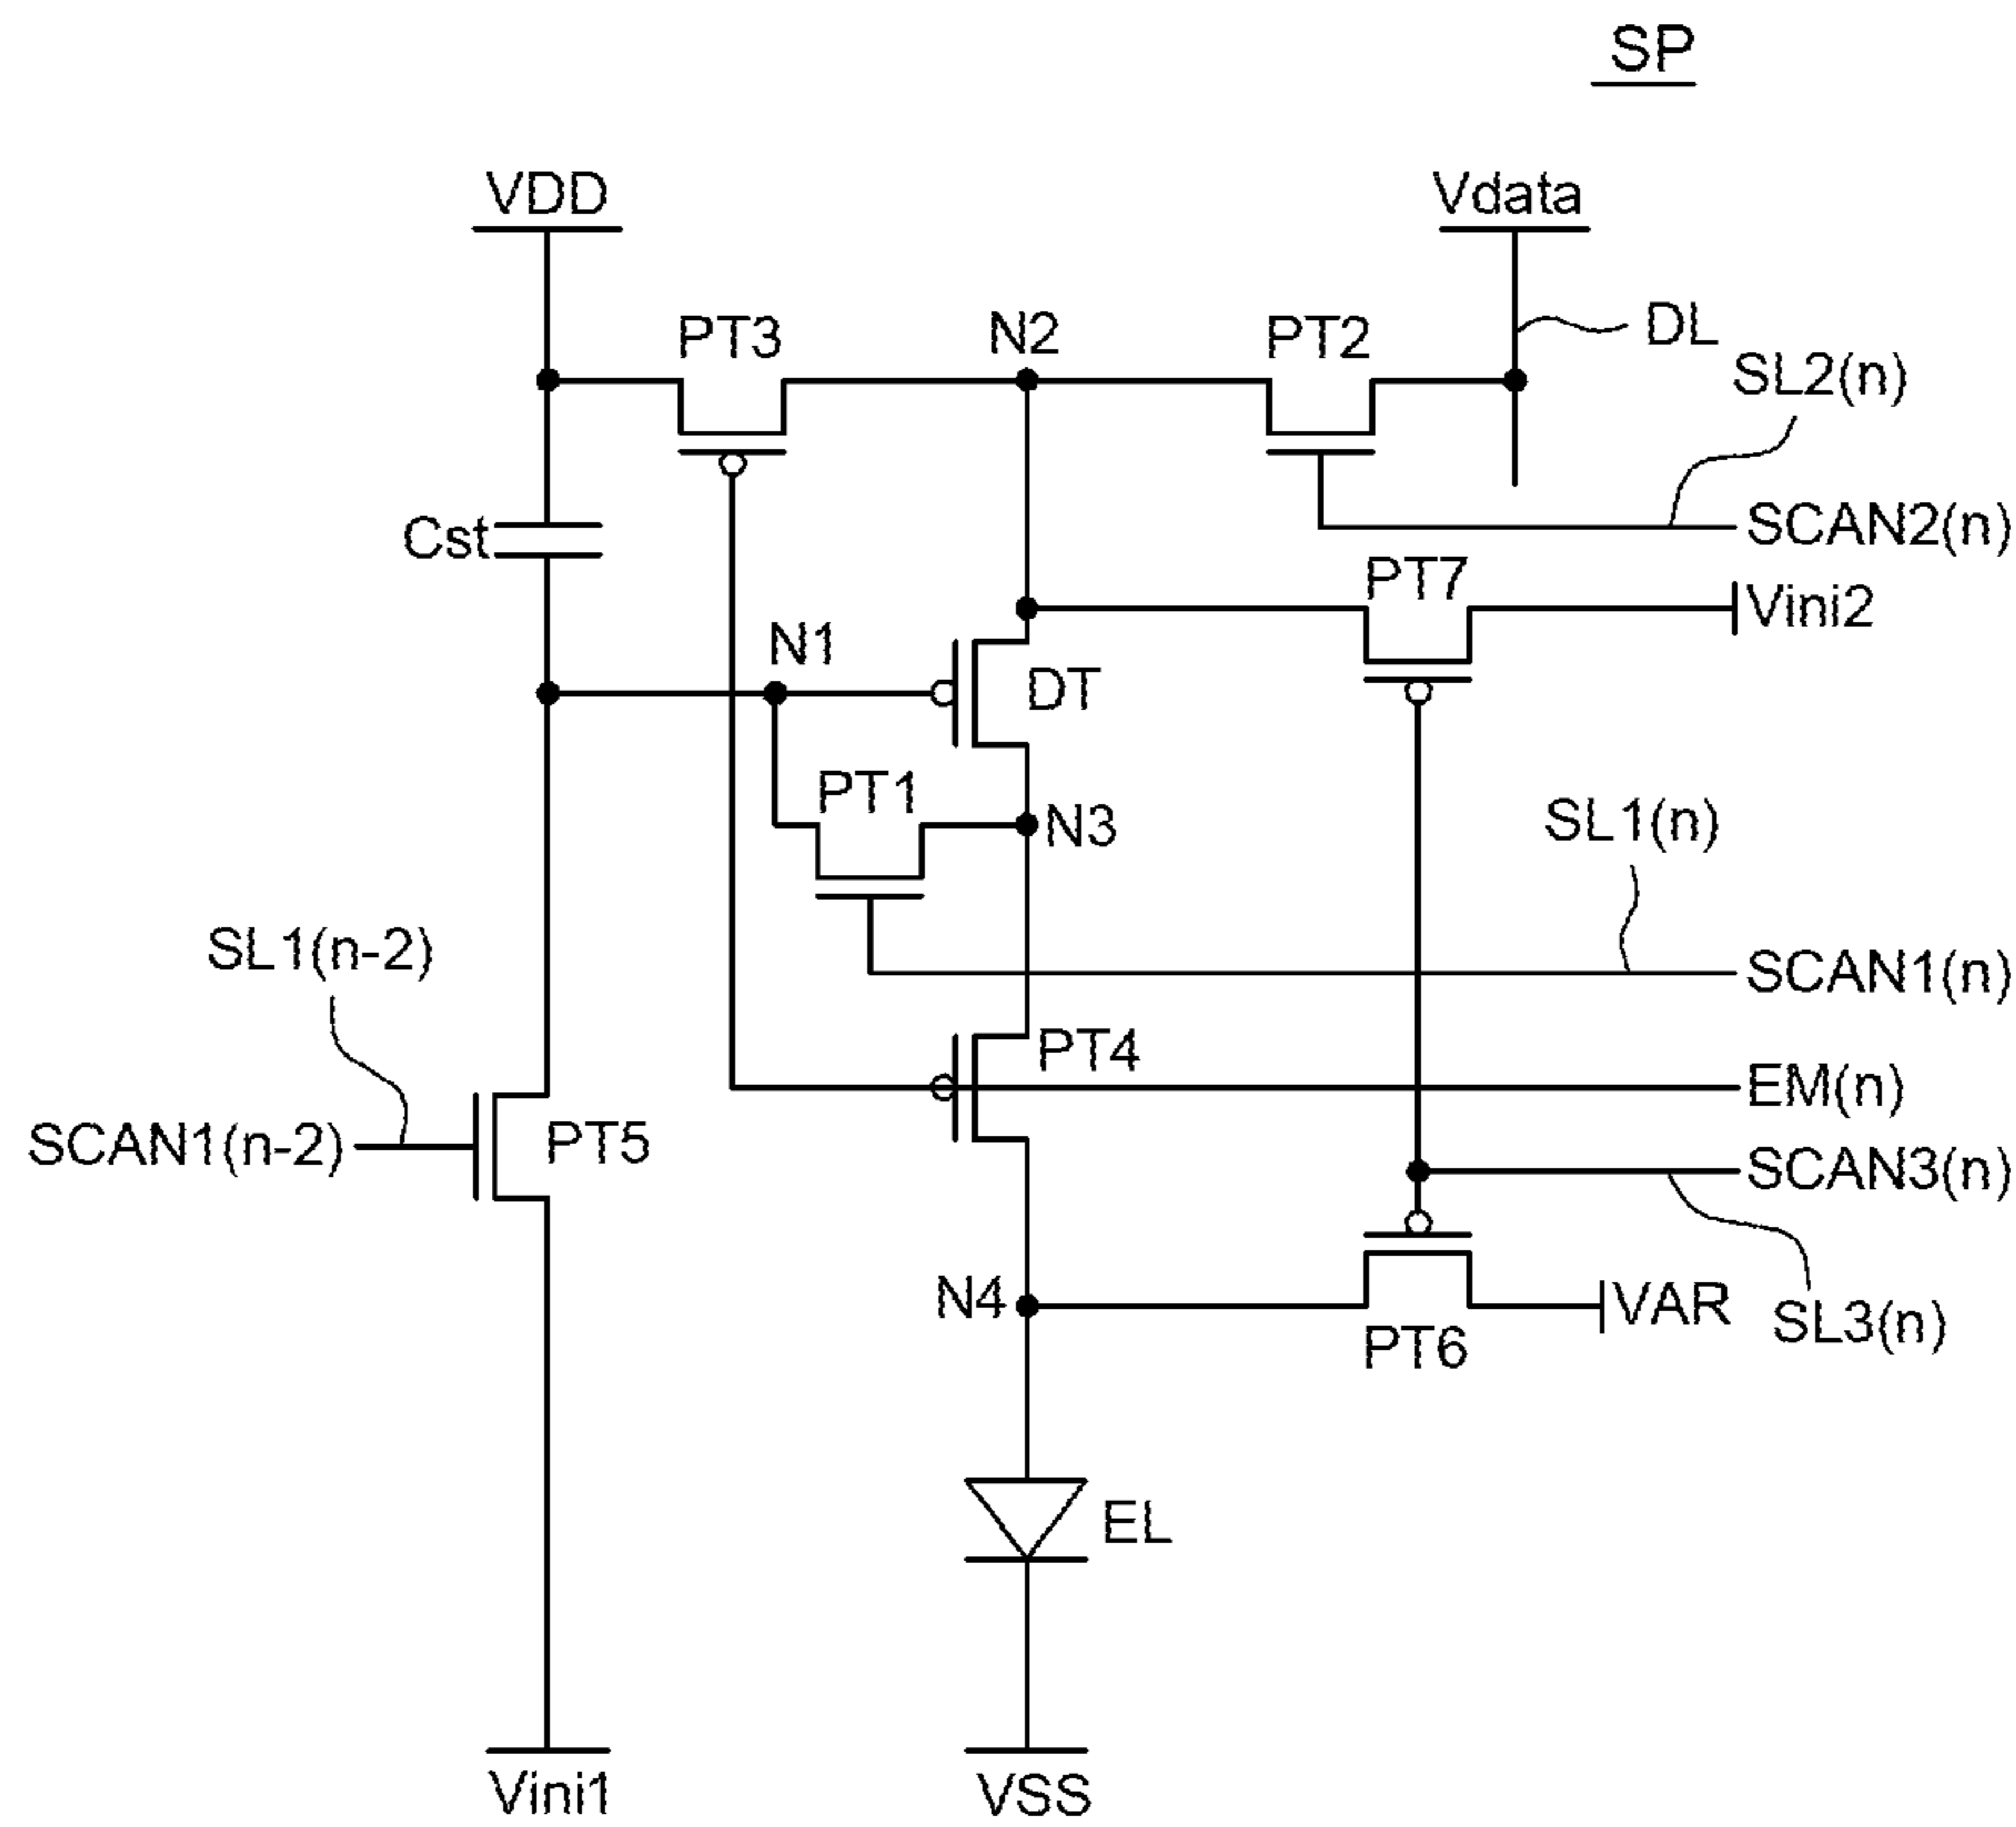 SP
VDD
Vdata
PT3
N2
PT2
DL
SL2(n)
Cst
SCAN2(n)
PT7
Vini2
N1
DT
PT1
N3
SL1(n)
SL1(n-2)
SCAN1(n)
PT4
EM(n)
SCAN1(n-2)
PT5
SCAN3(n)
N4
VAR
SL3(n)
PT6
EL
Vini1
VSS